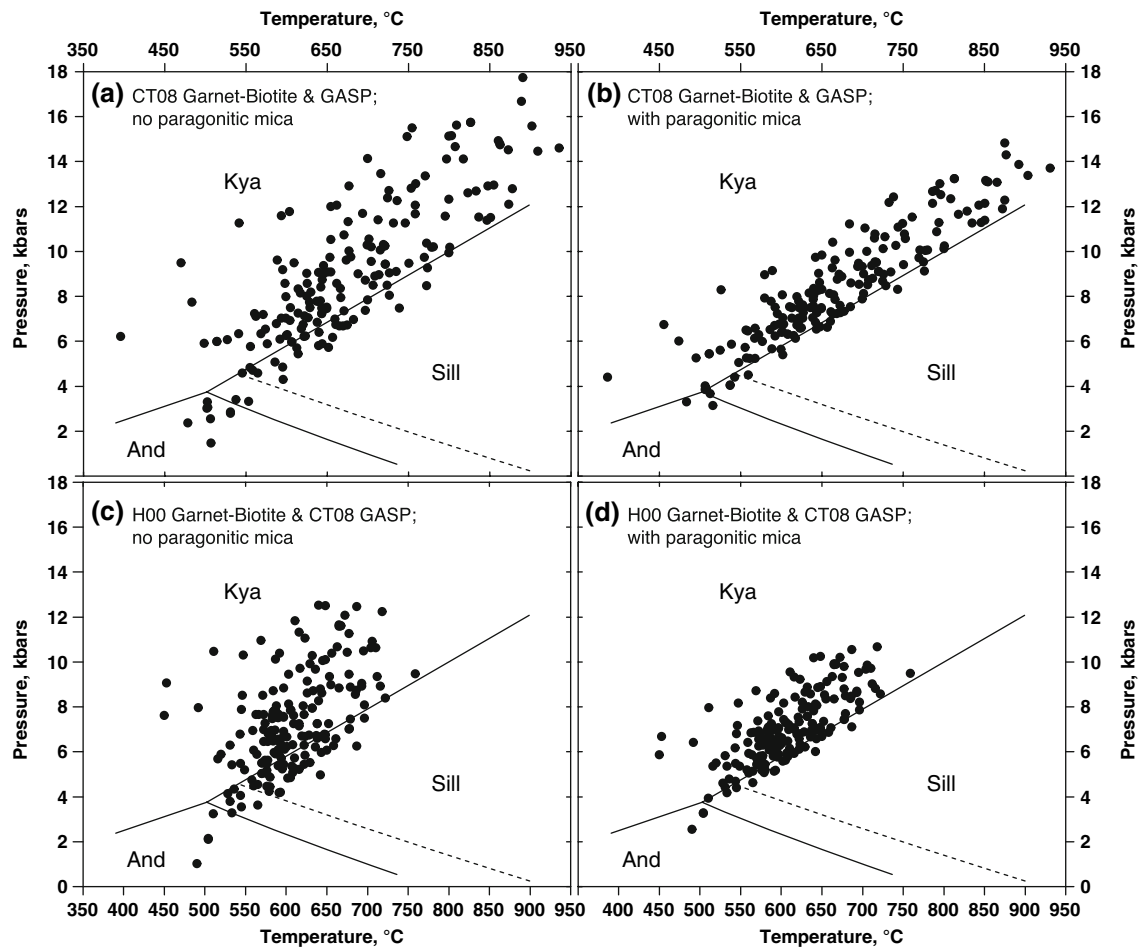 Temperature, °C
Temperature, °C
350 450 550 650 750 850 950
450 550 650 750 850 950
18
16
14
12
10
8
6
4
2
Pressure, kbars
(a) CT08 Garnet-Biotite & GASP;
no paragonitic mica
Kya
Sill
And
(b) CT08 Garnet-Biotite & GASP;
with paragonitic mica
Kya
Sill
And
18
16
14
12
10
8
6
4
2
Pressure, kbars
18
16
14
12
10
8
6
4
2
0
Pressure, kbars
(c) H00 Garnet-Biotite & CT08 GASP;
no paragonitic mica
Kya
Sill
And
(d) H00 Garnet-Biotite & CT08 GASP;
with paragonitic mica
Kya
Sill
And
18
16
14
12
10
8
6
4
2
0
Pressure, kbars
350 400 450 500 550 600 650 700 750 800 850 900 950
400 450 500 550 600 650 700 750 800 850 900 950
Temperature, °C
Temperature, °C